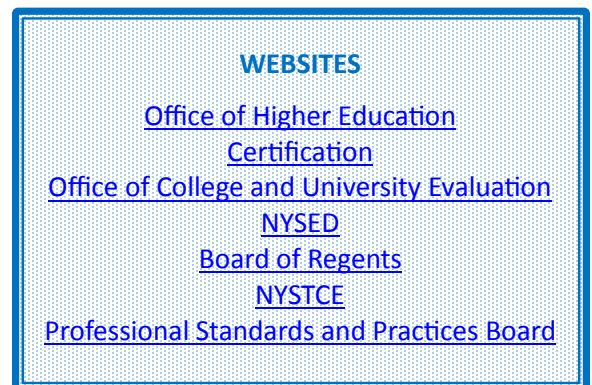 WEBSITES
Office of Higher Education
Certification
Office of College and University Evaluation
NYSED
Board of Regents
NYSTCE
Professional Standards and Practices Board